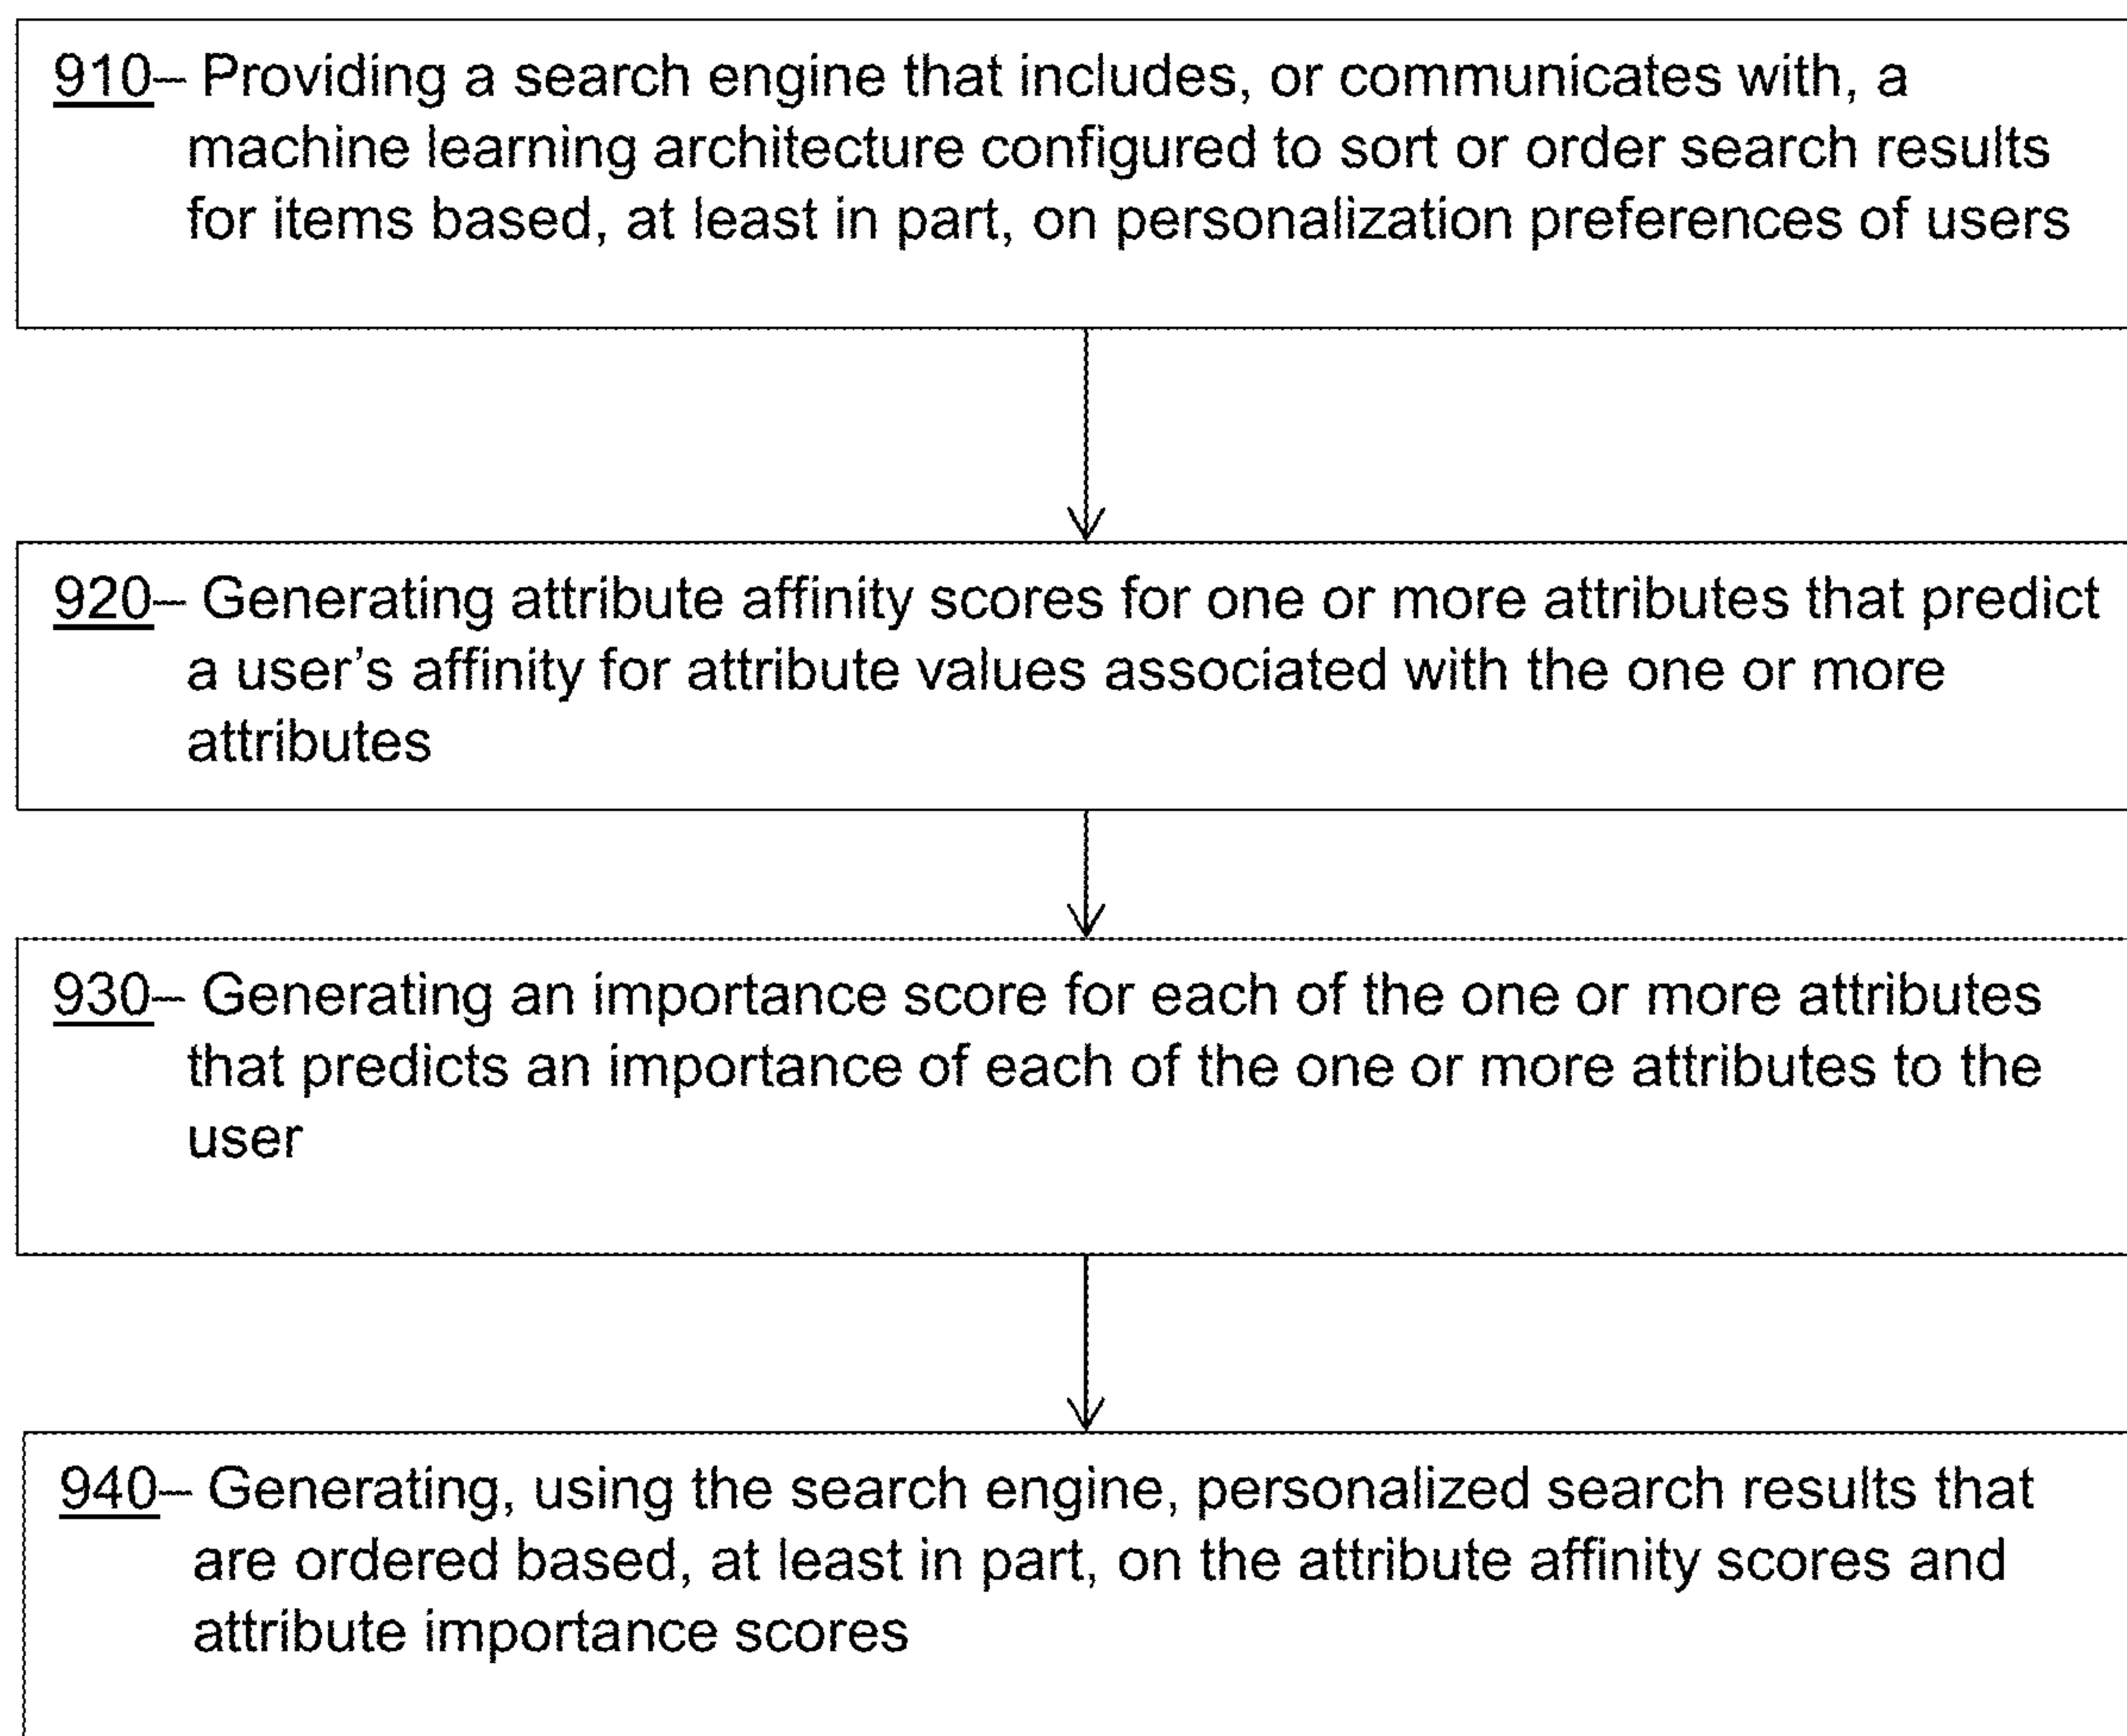 910– Providing a search engine that includes, or communicates with, a
machine learning architecture configured to sort or order search results
for items based, at least in part, on personalization preferences of users
920– Generating attribute affinity scores for one or more attributes that predict
a user’s affinity for attribute values associated with the one or more
attributes
930– Generating an importance score for each of the one or more attributes
that predicts an importance of each of the one or more attributes to the
user
940– Generating, using the search engine, personalized search results that
are ordered based, at least in part, on the attribute affinity scores and
attribute importance scores